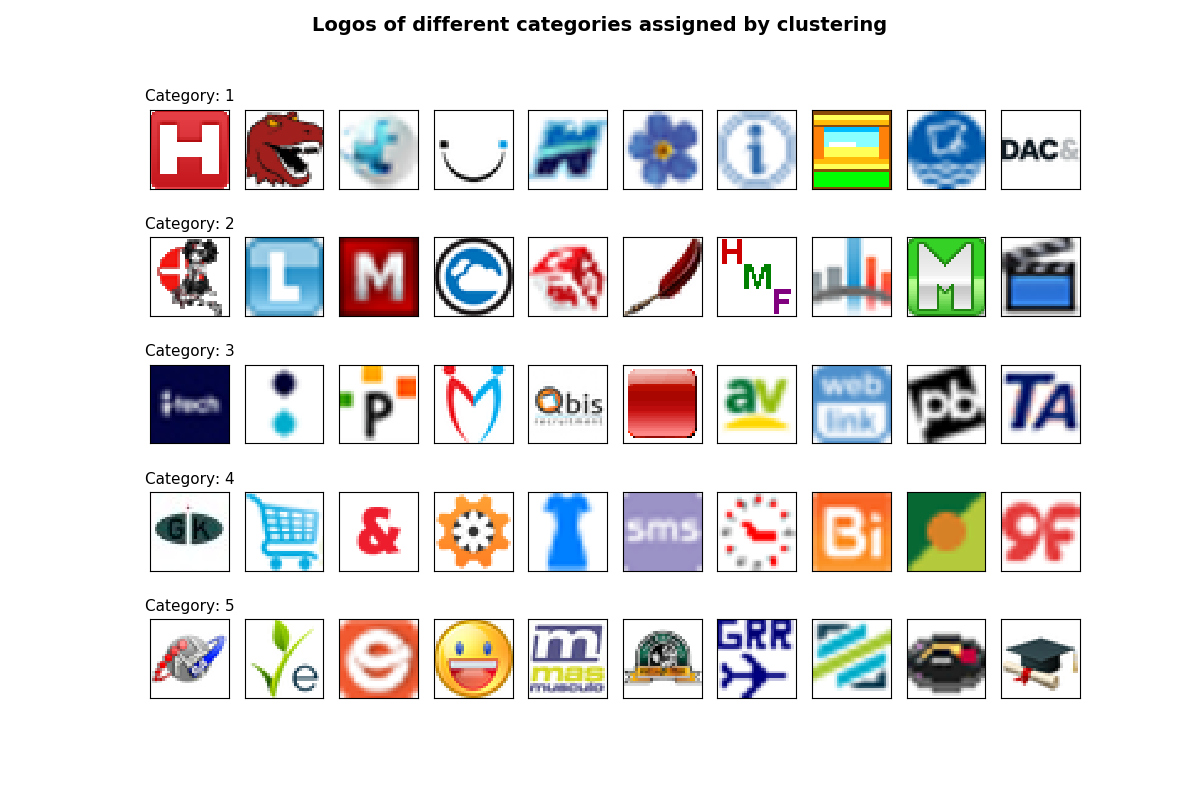 Logos of different categories assigned by clustering
Category: 1
H
i
DAC&
Category: 2
L
M
H
M
F
M
Category: 3
i-tech
P
Qbis
recruitment
av
web
link
pb
TA
Category: 4
GK
&
sms
Bi
9F
Category: 5
e
e
m
mas
musculo
GRR